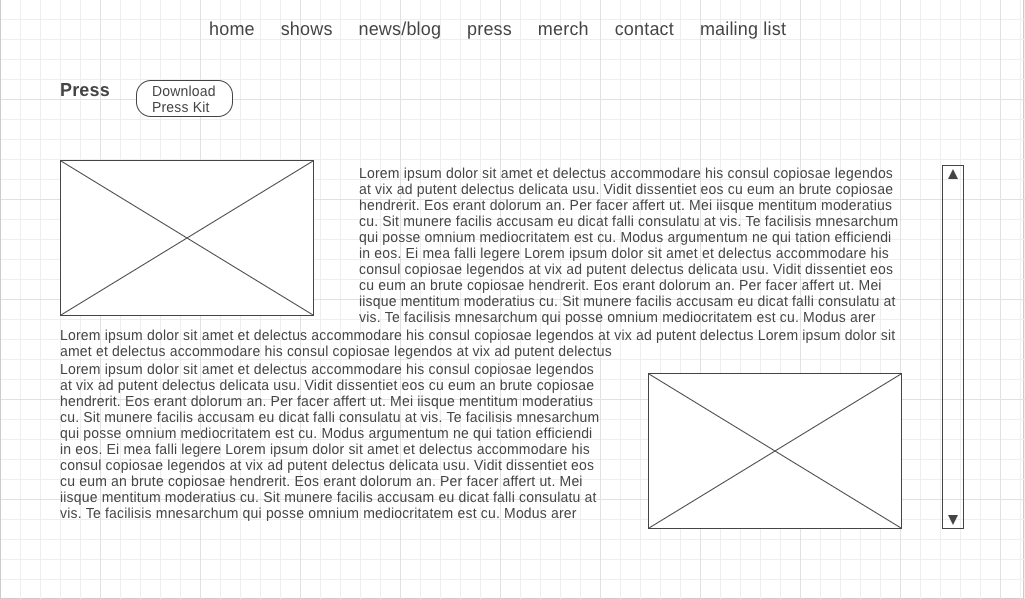 home shows news/blog press merch contact mailing list
Press
Download
Press Kit
Lorem ipsum dolor sit amet et delectus accommodare his consul copiosae legendos
at vix ad putent delectus delicata usu. Vidit dissentiet eos cu eum an brute copiosae
hendrerit. Eos erant dolorum an. Per facer affert ut. Mei iisque mentitum moderatius
cu. Sit munere facilis accusam eu dicat falli consulatu at vis. Te facilisis mnesarchum
qui posse omnium mediocritatem est cu. Modus argumentum ne qui tation efficiendi
in eos. Ei mea falli legere Lorem ipsum dolor sit amet et delectus accommodare his
consul copiosae legendos at vix ad putent delectus delicata usu. Vidit dissentiet eos
cu eum an brute copiosae hendrerit. Eos erant dolorum an. Per facer affert ut. Mei
iisque mentitum moderatius cu. Sit munere facilis accusam eu dicat falli consulatu at
vis. Te facilisis mnesarchum qui posse omnium mediocritatem est cu. Modus arer
Lorem ipsum dolor sit amet et delectus accommodare his consul copiosae legendos at vix ad putent delectus Lorem ipsum dolor sit
amet et delectus accommodare his consul copiosae legendos at vix ad putent delectus
Lorem ipsum dolor sit amet et delectus accommodare his consul copiosae legendos
at vix ad putent delectus delicata usu. Vidit dissentiet eos cu eum an brute copiosae
hendrerit. Eos erant dolorum an. Per facer affert ut. Mei iisque mentitum moderatius
cu. Sit munere facilis accusam eu dicat falli consulatu at vis. Te facilisis mnesarchum
qui posse omnium mediocritatem est cu. Modus argumentum ne qui tation efficiendi
in eos. Ei mea falli legere Lorem ipsum dolor sit amet et delectus accommodare his
consul copiosae legendos at vix ad putent delectus delicata usu. Vidit dissentiet eos
cu eum an brute copiosae hendrerit. Eos erant dolorum an. Per facer affert ut. Mei
iisque mentitum moderatius cu. Sit munere facilis accusam eu dicat falli consulatu at
vis. Te facilisis mnesarchum qui posse omnium mediocritatem est cu. Modus arer